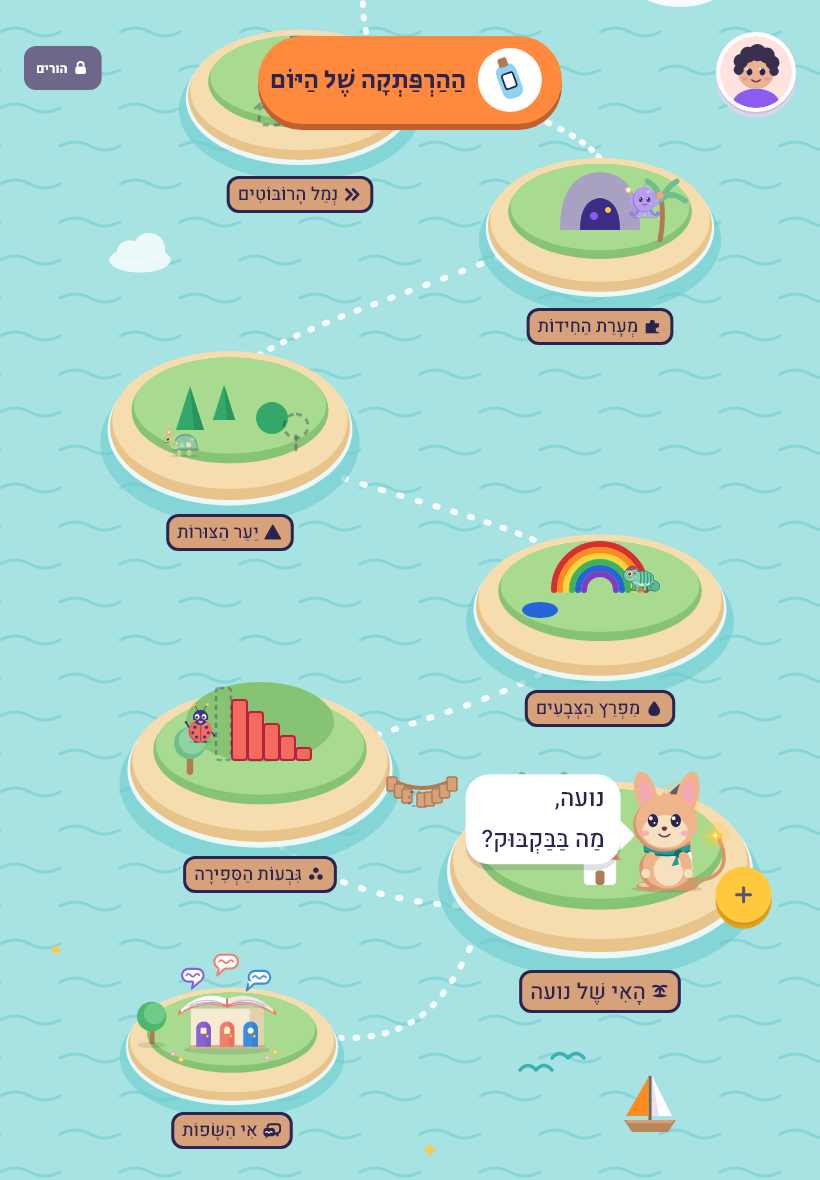 הורים
הַהַרְפַּתְקָה שֶׁל הַיּוֹם
נְמַל הָרוֹבּוֹטִים
מְעָרַת הַחִידוֹת
יַעַר הַצּוּרוֹת
מִפְרַץ הַצְּבָעִים
נועה,
מַה בַּבַּקְבּוּק?
גִּבְעוֹת הַסְּפִירָה
הָאִי שֶׁל נועה
אִי הַשָּׂפוֹת